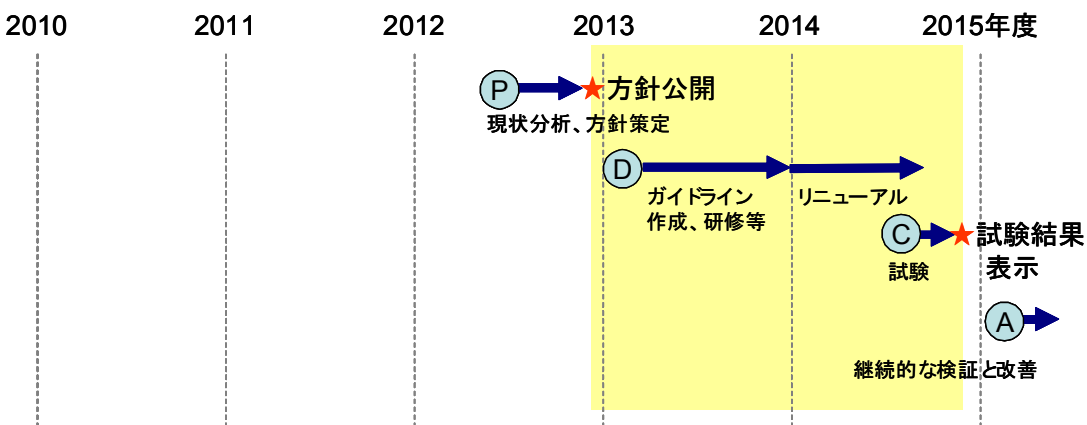 2010 2011 2012 2013 2014 2015年度
P ★方針公開
現状分析、方針策定
D
ガイドライン
作成、研修等
リニューアル
C ★試験結果
表示
試験
A
継続的な検証と改善